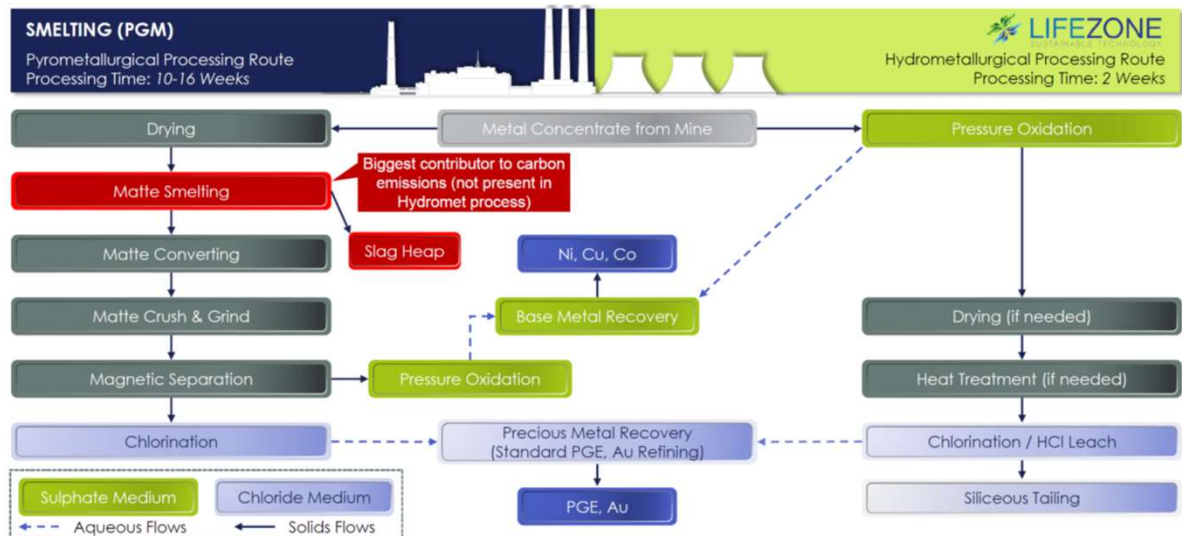 SMELTING (PGM)
Pyrometallurgical Processing Route
Processing Time: 10-16 Weeks
LIFEZONE
SUSTAINABLE TECHNOLOGY
Hydrometallurgical Processing Route
Processing Time: 2 Weeks
Drying
Metal Concentrate from Mine
Pressure Oxidation
Biggest contributor to carbon
emissions (not present in
Hydromet process)
Matte Smelting
Matte Converting
Slag Heap
Ni, Cu, Co
Matte Crush & Grind
Base Metal Recovery
Drying (if needed)
Magnetic Separation
Pressure Oxidation
Heat Treatment (if needed)
Chlorination
Precious Metal Recovery
(Standard PGE, Au Refining)
Chlorination / HCl Leach
Sulphate Medium
Chloride Medium
PGE, Au
Siliceous Tailing
Aqueous Flows
Solids Flows